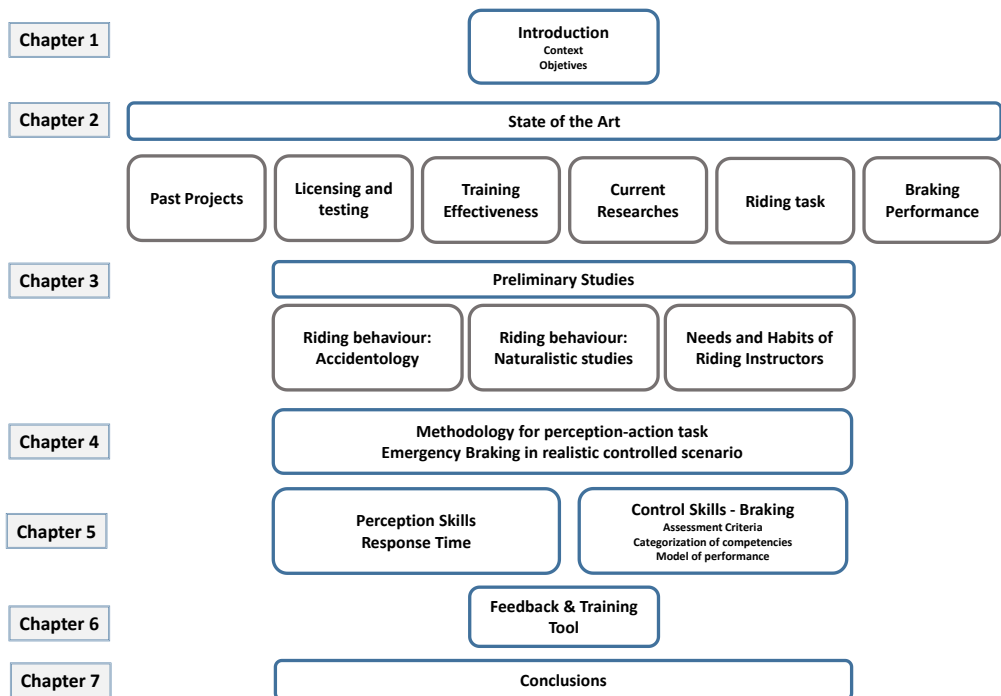 Chapter 1
Introduction
Context
Objetives
Chapter 2
State of the Art
Past Projects
Licensing and
testing
Training
Effectiveness
Current
Researches
Riding task
Braking
Performance
Chapter 3
Preliminary Studies
Riding behaviour:
Accidentology
Riding behaviour:
Naturalistic studies
Needs and Habits of
Riding Instructors
Chapter 4
Methodology for perception-action task
Emergency Braking in realistic controlled scenario
Chapter 5
Perception Skills
Response Time
Control Skills - Braking
Assessment Criteria
Categorization of competencies
Model of performance
Chapter 6
Feedback & Training
Tool
Chapter 7
Conclusions